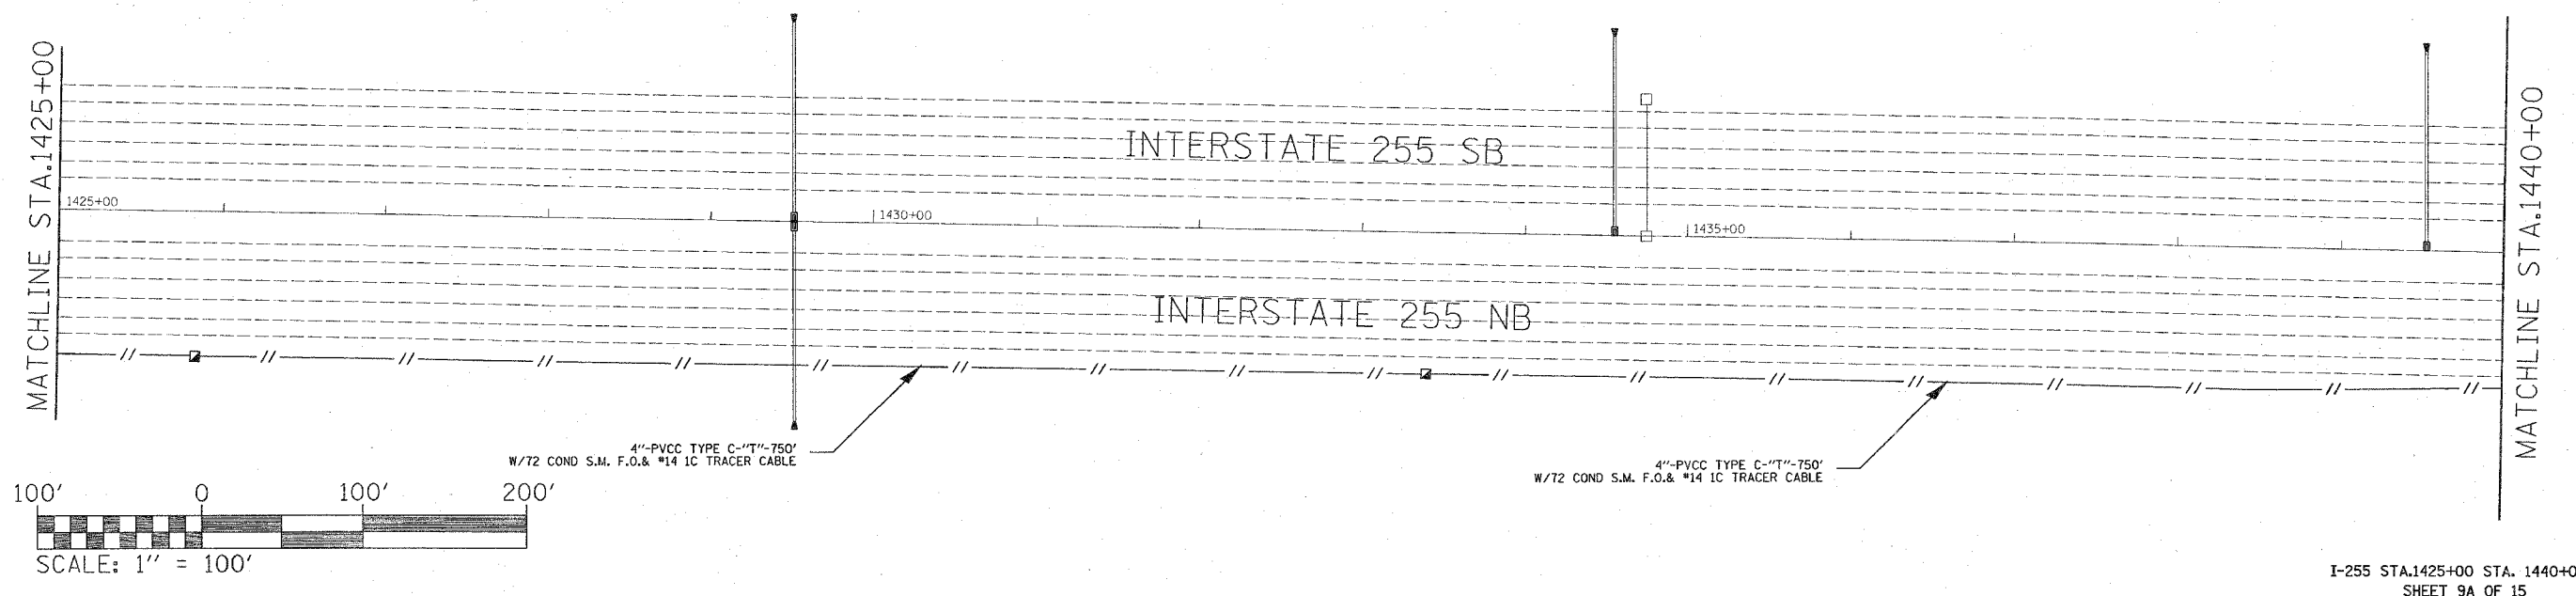 MATCHLINE STA.1425+00
INTERSTATE 255 SB
1425+00
1430+00
1435+00
INTERSTATE 255 NB
MATCHLINE STA.1440+00
4"-PVCC TYPE C-"T"-750'
W/72 COND S.M. F.O.& #14 1C TRACER CABLE
4"-PVCC TYPE C-"T"-750'
W/72 COND S.M. F.O.& #14 1C TRACER CABLE
100' 0 100' 200'
SCALE: 1" = 100'
I-255 STA.1425+00 STA. 1440+0
SHEET 9A OF 15